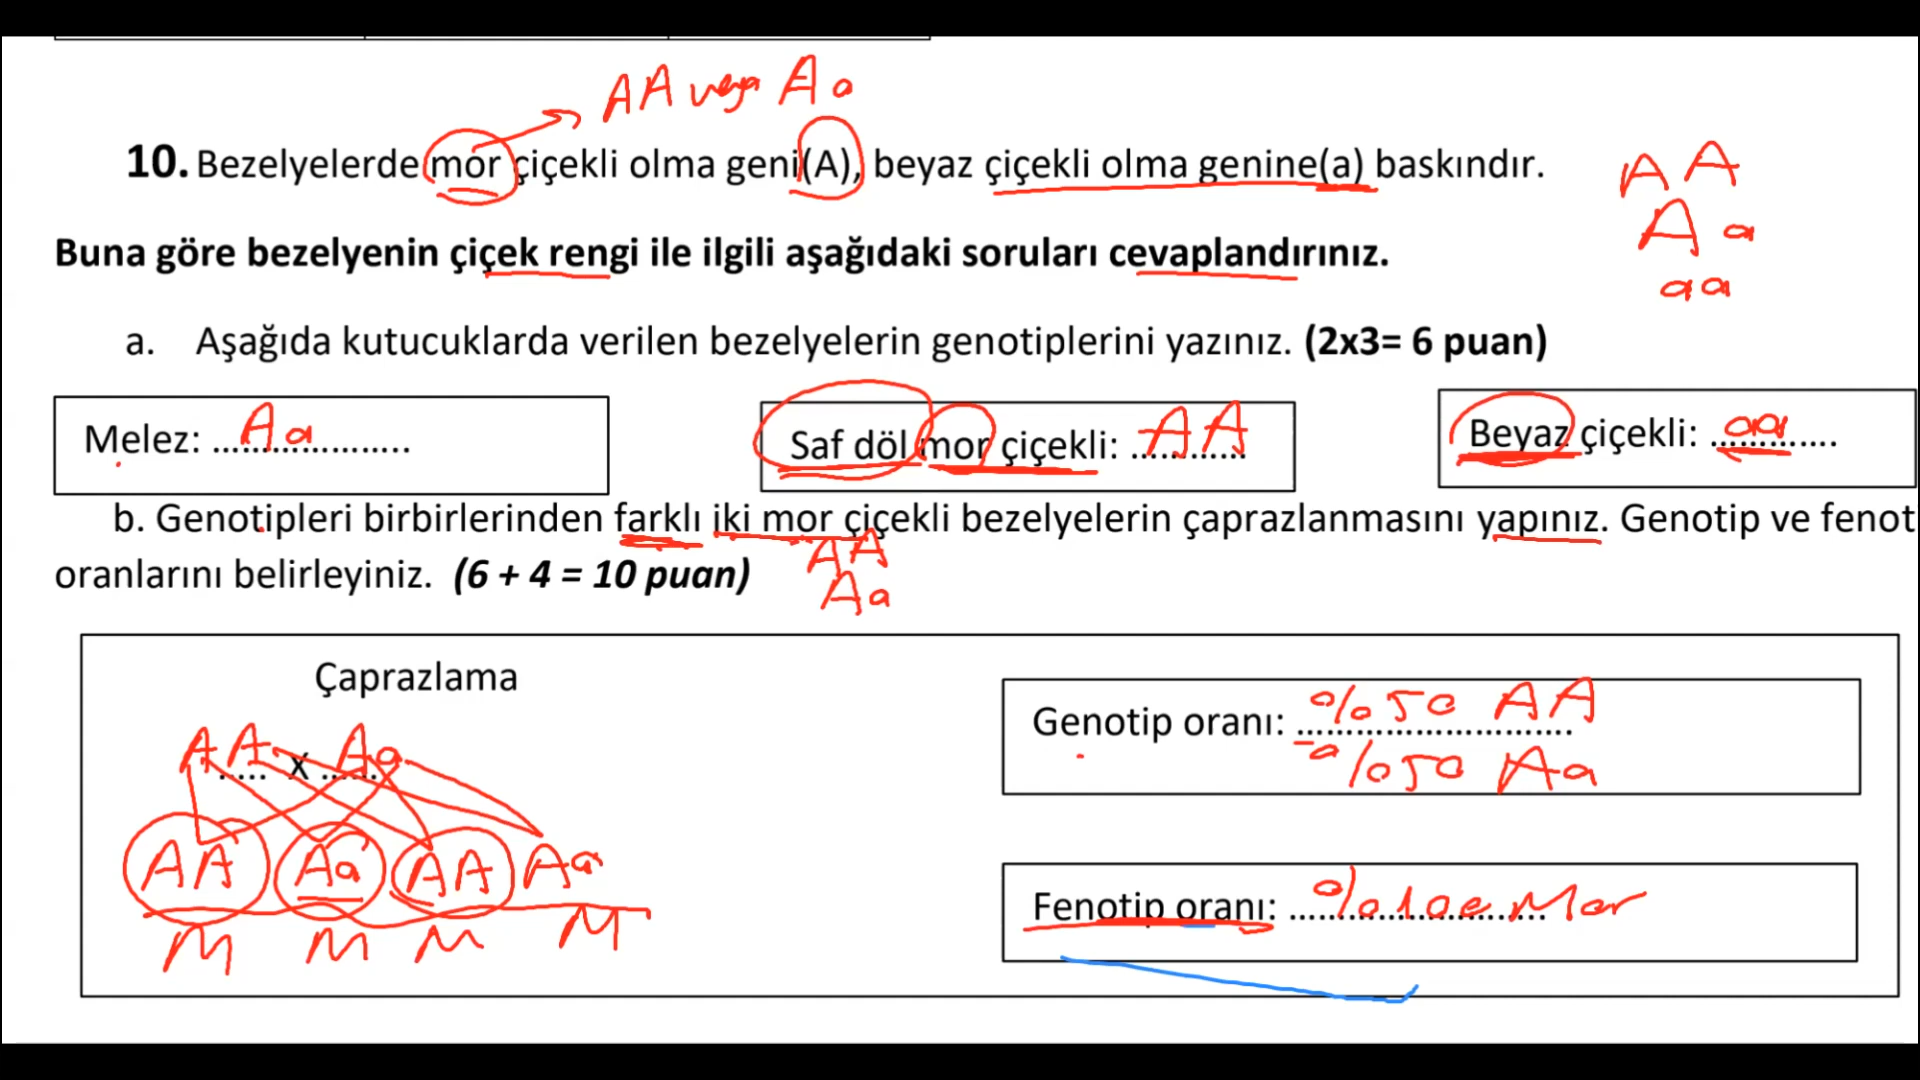 AA veya Aa
10. Bezelyelerde mor çiçekli olma geni(A), beyaz çiçekli olma genine(a) baskındır.
AA
Aa
aa
Buna göre bezelyenin çiçek rengi ile ilgili aşağıdaki soruları cevaplandırınız.
a. Aşağıda kutucuklarda verilen bezelyelerin genotiplerini yazınız. (2x3= 6 puan)
Melez: Aa
Saf döl mor çiçekli: AA
Beyaz çiçekli: aa
b. Genotipleri birbirlerinden farklı iki mor çiçekli bezelyelerin çaprazlanmasını yapınız. Genotip ve fenot
oranlarını belirleyiniz. (6 + 4 = 10 puan)
AA
Aa
Çaprazlama
AA x Aa
AA Aa AA Aa
M M M M
Genotip oranı: %50 AA
%50 Aa
Fenotip oranı: %100 Mor